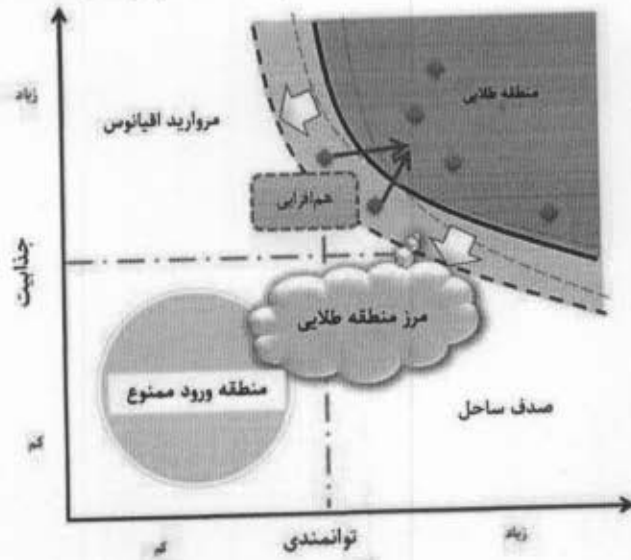 زیاد
منطقه طلایی
مروارید اقیانوس
هم‌افزایی
جذابیت
مرز منطقه طلایی
منطقه ورود ممنوع
صدف ساحل
کم
کم
توانمندی
زیاد